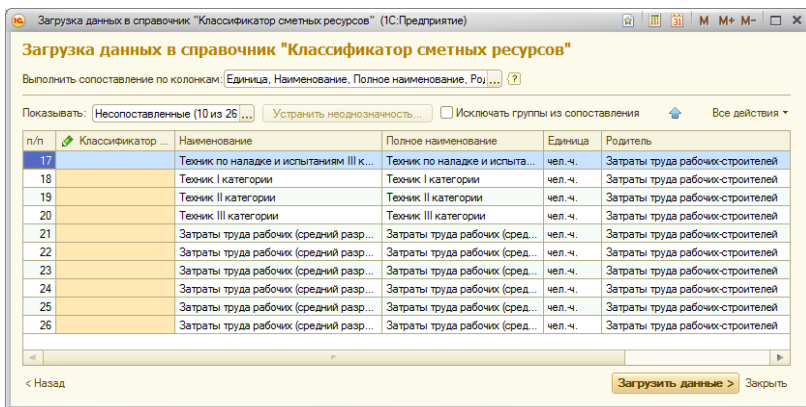 Загрузка данных в справочник "Классификатор сметных ресурсов" (1С:Предприятие) M M+ M-
Загрузка данных в справочник "Классификатор сметных ресурсов"
Выполнить сопоставление по колонкам: Единица, Наименование, Полное наименование, Род ... ?
Показывать: Несопоставленные (10 из 26 ... Устранить неоднозначность... Исключать группы из сопоставления Все действия
п/п Классификатор ... Наименование Полное наименование Единица Родитель
17 Техник по наладке и испытаниям III к... Техник по наладке и испыта... чел.-ч. Затраты труда рабочих-строителей
18 Техник I категории Техник I категории чел.-ч. Затраты труда рабочих-строителей
19 Техник II категории Техник II категории чел.-ч. Затраты труда рабочих-строителей
20 Техник III категории Техник III категории чел.-ч. Затраты труда рабочих-строителей
21 Затраты труда рабочих (средний разр... Затраты труда рабочих (сред... чел.-ч. Затраты труда рабочих-строителей
22 Затраты труда рабочих (средний разр... Затраты труда рабочих (сред... чел.-ч. Затраты труда рабочих-строителей
23 Затраты труда рабочих (средний разр... Затраты труда рабочих (сред... чел.-ч. Затраты труда рабочих-строителей
24 Затраты труда рабочих (средний разр... Затраты труда рабочих (сред... чел.-ч. Затраты труда рабочих-строителей
25 Затраты труда рабочих (средний разр... Затраты труда рабочих (сред... чел.-ч. Затраты труда рабочих-строителей
26 Затраты труда рабочих (средний разр... Затраты труда рабочих (сред... чел.-ч. Затраты труда рабочих-строителей
< Назад Загрузить данные > Закрыть